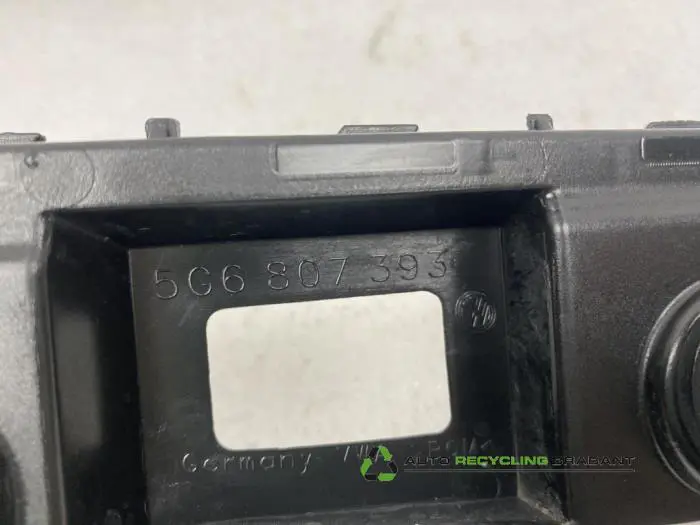 5G6 807 393
Germany
AUTO RECYCLING BRABANT